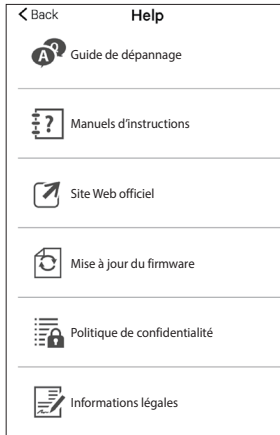 Back Help
Guide de dépannage
Manuels d'instructions
Site Web officiel
Mise à jour du firmware
Politique de confidentialité
Informations légales